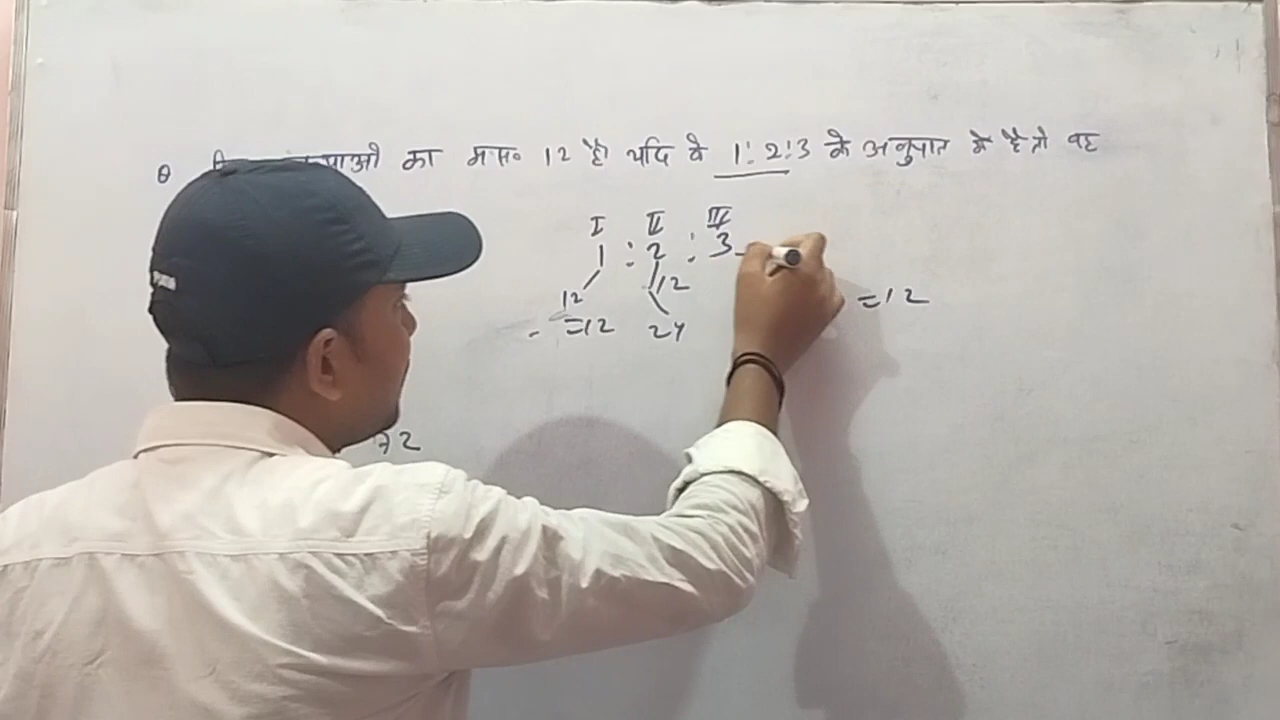 θ का म.स. 12 है। यदि वे 1:2:3 के अनुपात में है तो वह
I II III
1 : 2 : 3
12 12 =12
- =12 24
72